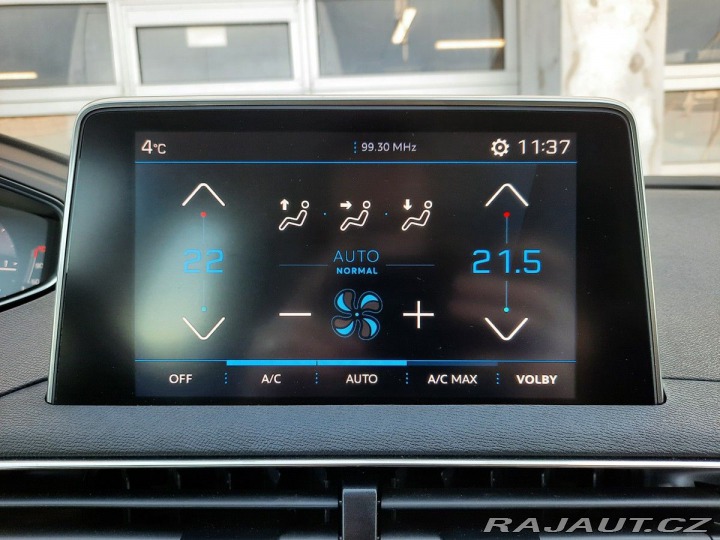 4°C
99.30 MHz
11:37
22
AUTO
NORMAL
21.5
OFF
A/C
AUTO
A/C MAX
VOLBY
RAJAUT.CZ